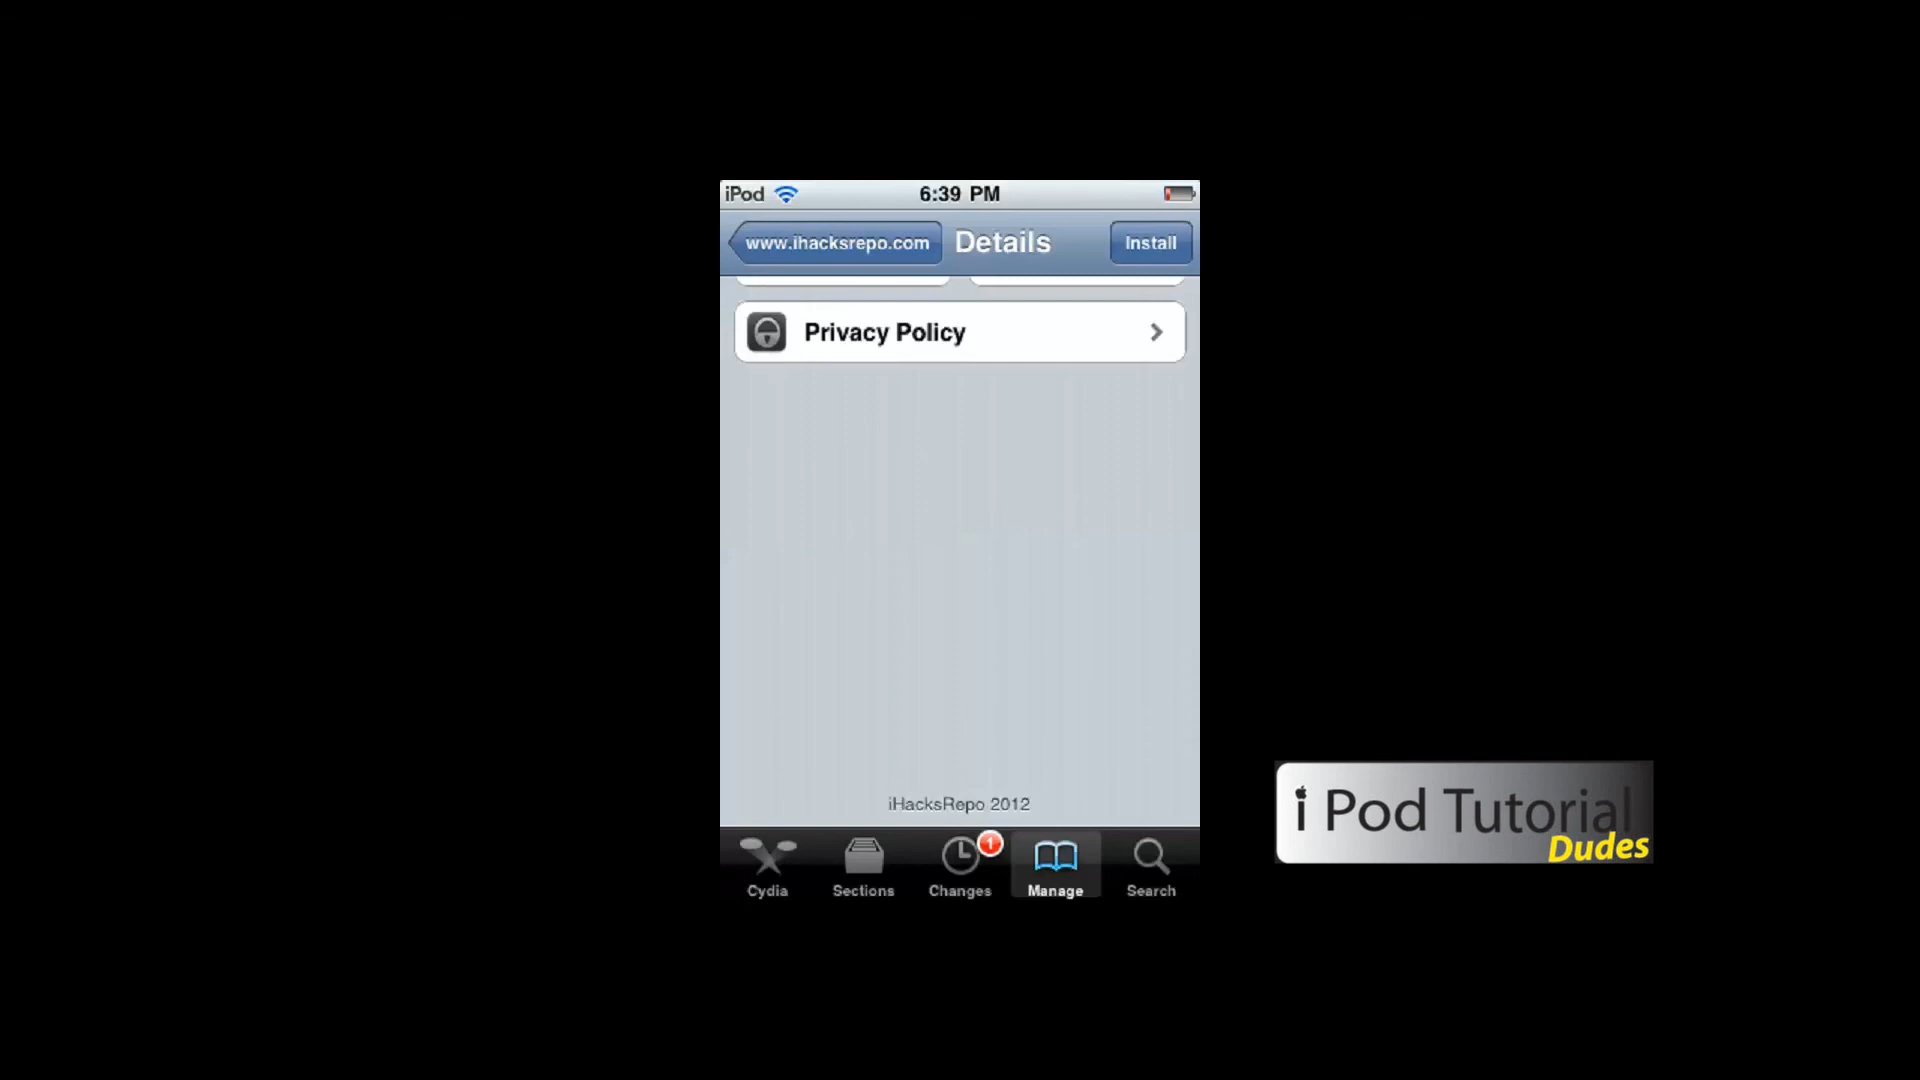 iPod 6:39 PM
www.ihacksrepo.com Details Install
Privacy Policy
iHacksRepo 2012
1
Cydia Sections Changes Manage Search
i Pod Tutorial
Dudes